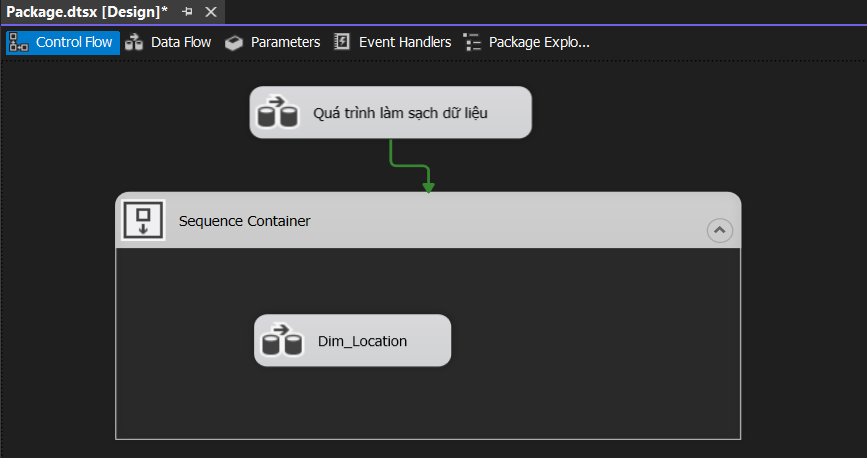 Package.dtsx [Design]*
Control Flow Data Flow Parameters Event Handlers Package Explo...
Quá trình làm sạch dữ liệu
Sequence Container
Dim_Location